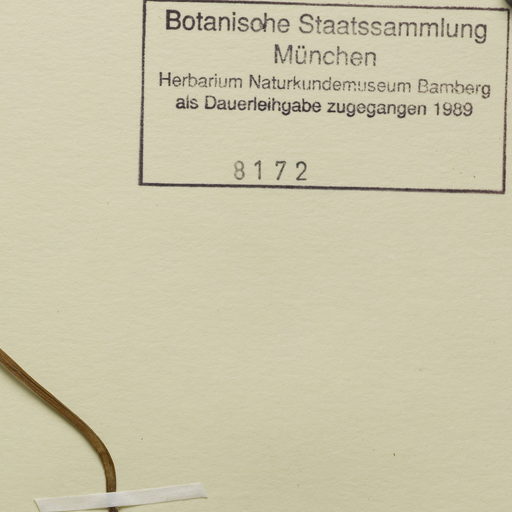 Botanische Staatssammlung
München
Herbarium Naturkundemuseum Bamberg
als Dauerleihgabe zugegangen 1989
8172